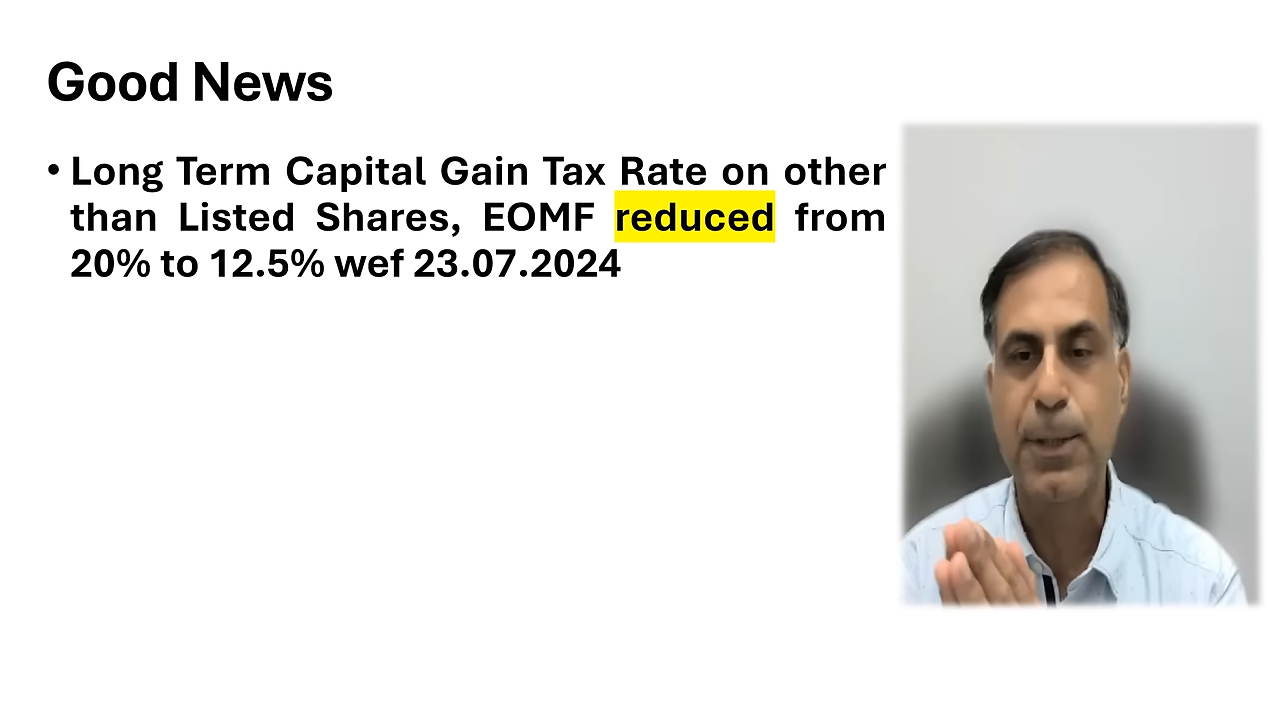 Good News
• Long Term Capital Gain Tax Rate on other
than Listed Shares, EOMF reduced from
20% to 12.5% wef 23.07.2024